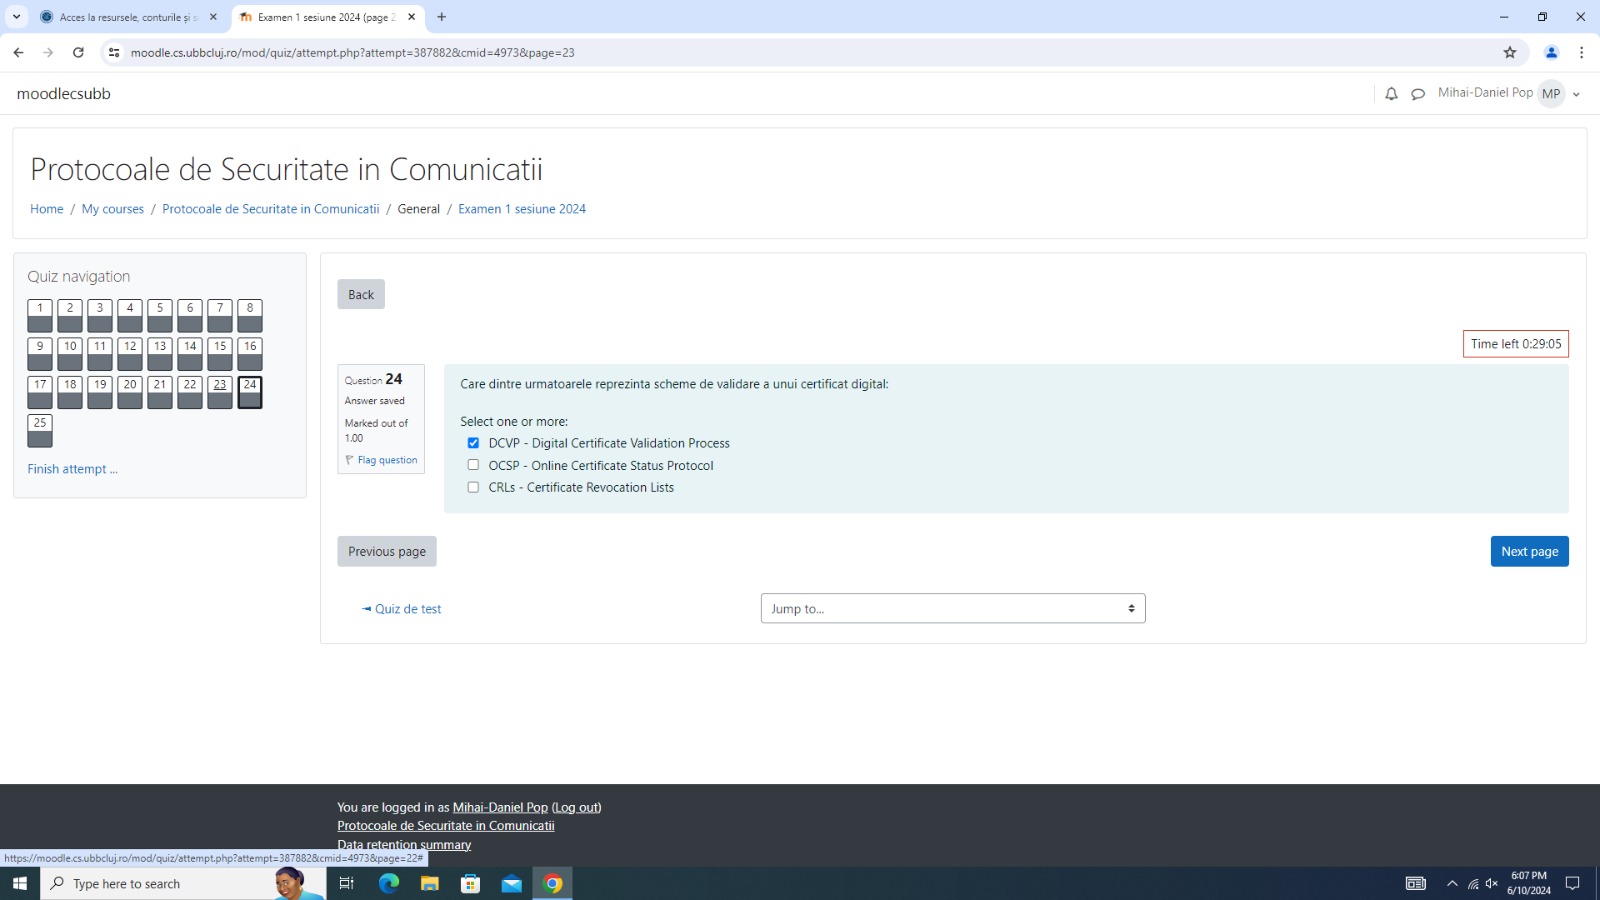 Acces la resursele, conturile și s
Examen 1 sesiune 2024 (page 2
moodle.cs.ubbcluj.ro/mod/quiz/attempt.php?attempt=387882&cmid=4973&page=23
moodlecsubb
Mihai-Daniel Pop
MP
Protocoale de Securitate in Comunicatii
Home / My courses / Protocoale de Securitate in Comunicatii / General / Examen 1 sesiune 2024
Quiz navigation
1 2 3 4 5 6 7 8
9 10 11 12 13 14 15 16
17 18 19 20 21 22 23 24
25
Finish attempt ...
Back
Time left 0:29:05
Question 24
Answer saved
Marked out of
1.00
Flag question
Care dintre urmatoarele reprezinta scheme de validare a unui certificat digital:
Select one or more:
DCVP - Digital Certificate Validation Process
OCSP - Online Certificate Status Protocol
CRLs - Certificate Revocation Lists
Previous page
Next page
◄ Quiz de test
Jump to...
You are logged in as Mihai-Daniel Pop (Log out)
Protocoale de Securitate in Comunicatii
Data retention summary
https://moodle.cs.ubbcluj.ro/mod/quiz/attempt.php?attempt=387882&cmid=4973&page=22#
Type here to search
6:07 PM
6/10/2024